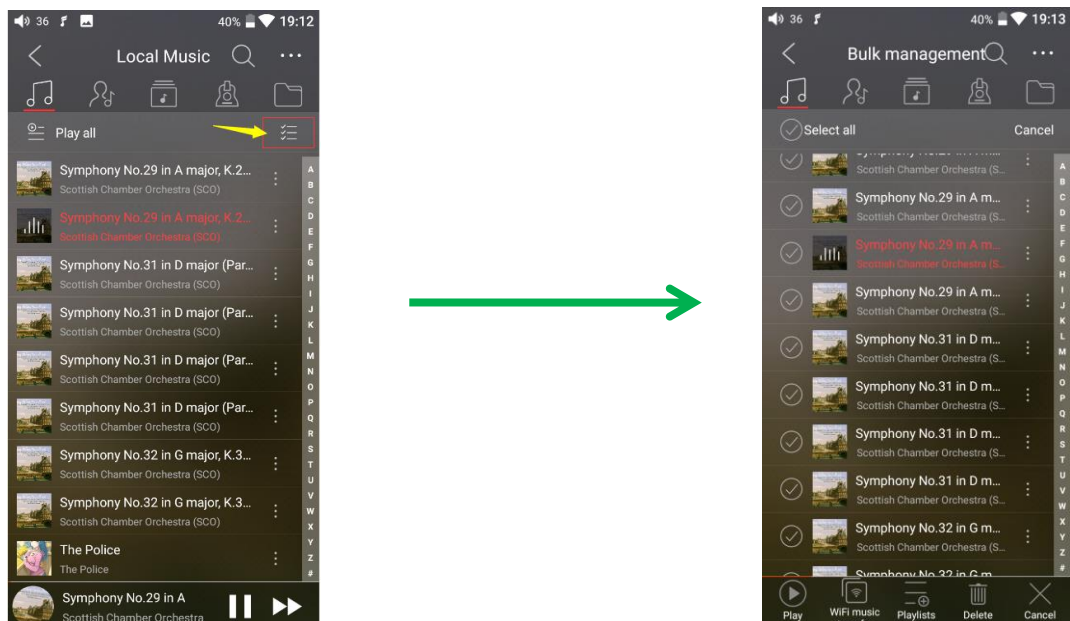 36
40%
19:12
Local Music
Play all
Symphony No.29 in A major, K.2...
Scottish Chamber Orchestra (SCO)
Symphony No.29 in A major, K.2...
Scottish Chamber Orchestra (SCO)
Symphony No.31 in D major (Par...
Scottish Chamber Orchestra (SCO)
Symphony No.31 in D major (Par...
Scottish Chamber Orchestra (SCO)
Symphony No.31 in D major (Par...
Scottish Chamber Orchestra (SCO)
Symphony No.31 in D major (Par...
Scottish Chamber Orchestra (SCO)
Symphony No.32 in G major, K.3...
Scottish Chamber Orchestra (SCO)
Symphony No.32 in G major, K.3...
Scottish Chamber Orchestra (SCO)
The Police
The Police
A
B
C
D
E
F
G
H
I
J
K
L
M
N
O
P
Q
R
S
T
U
V
W
X
Y
Z
#
Symphony No.29 in A
Scottish Chamber Orchestra
36
40%
19:13
Bulk management
Select all
Cancel
Scottish Chamber Orchestra (S...
Symphony No.29 in A m...
Scottish Chamber Orchestra (S...
Symphony No.29 in A m...
Scottish Chamber Orchestra (S...
Symphony No.29 in A m...
Scottish Chamber Orchestra (S...
Symphony No.31 in D m...
Scottish Chamber Orchestra (S...
Symphony No.31 in D m...
Scottish Chamber Orchestra (S...
Symphony No.31 in D m...
Scottish Chamber Orchestra (S...
Symphony No.31 in D m...
Scottish Chamber Orchestra (S...
Symphony No.32 in G m...
Scottish Chamber Orchestra (S...
Symphony No.32 in G m...
A
B
C
D
E
F
G
H
I
J
K
L
M
N
O
P
Q
R
S
T
U
V
W
X
Y
Z
#
Play
WiFi music
Playlists
Delete
Cancel